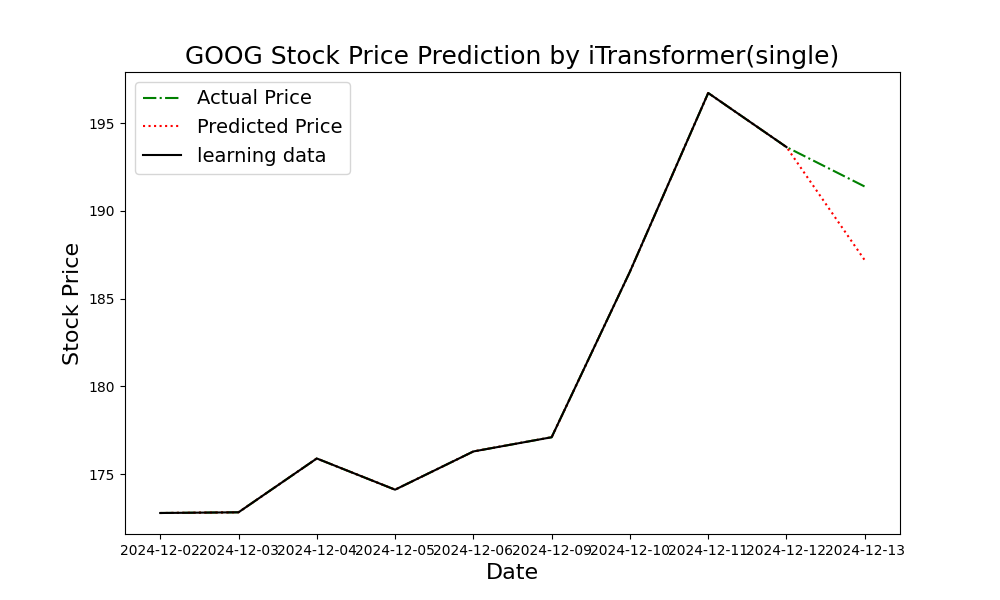 GOOG Stock Price Prediction by iTransformer(single)
Actual Price
Predicted Price
learning data
195
190
185
180
175
Stock Price
2024-12-02 2024-12-03 2024-12-04 2024-12-05 2024-12-06 2024-12-09 2024-12-10 2024-12-11 2024-12-12 2024-12-13
Date